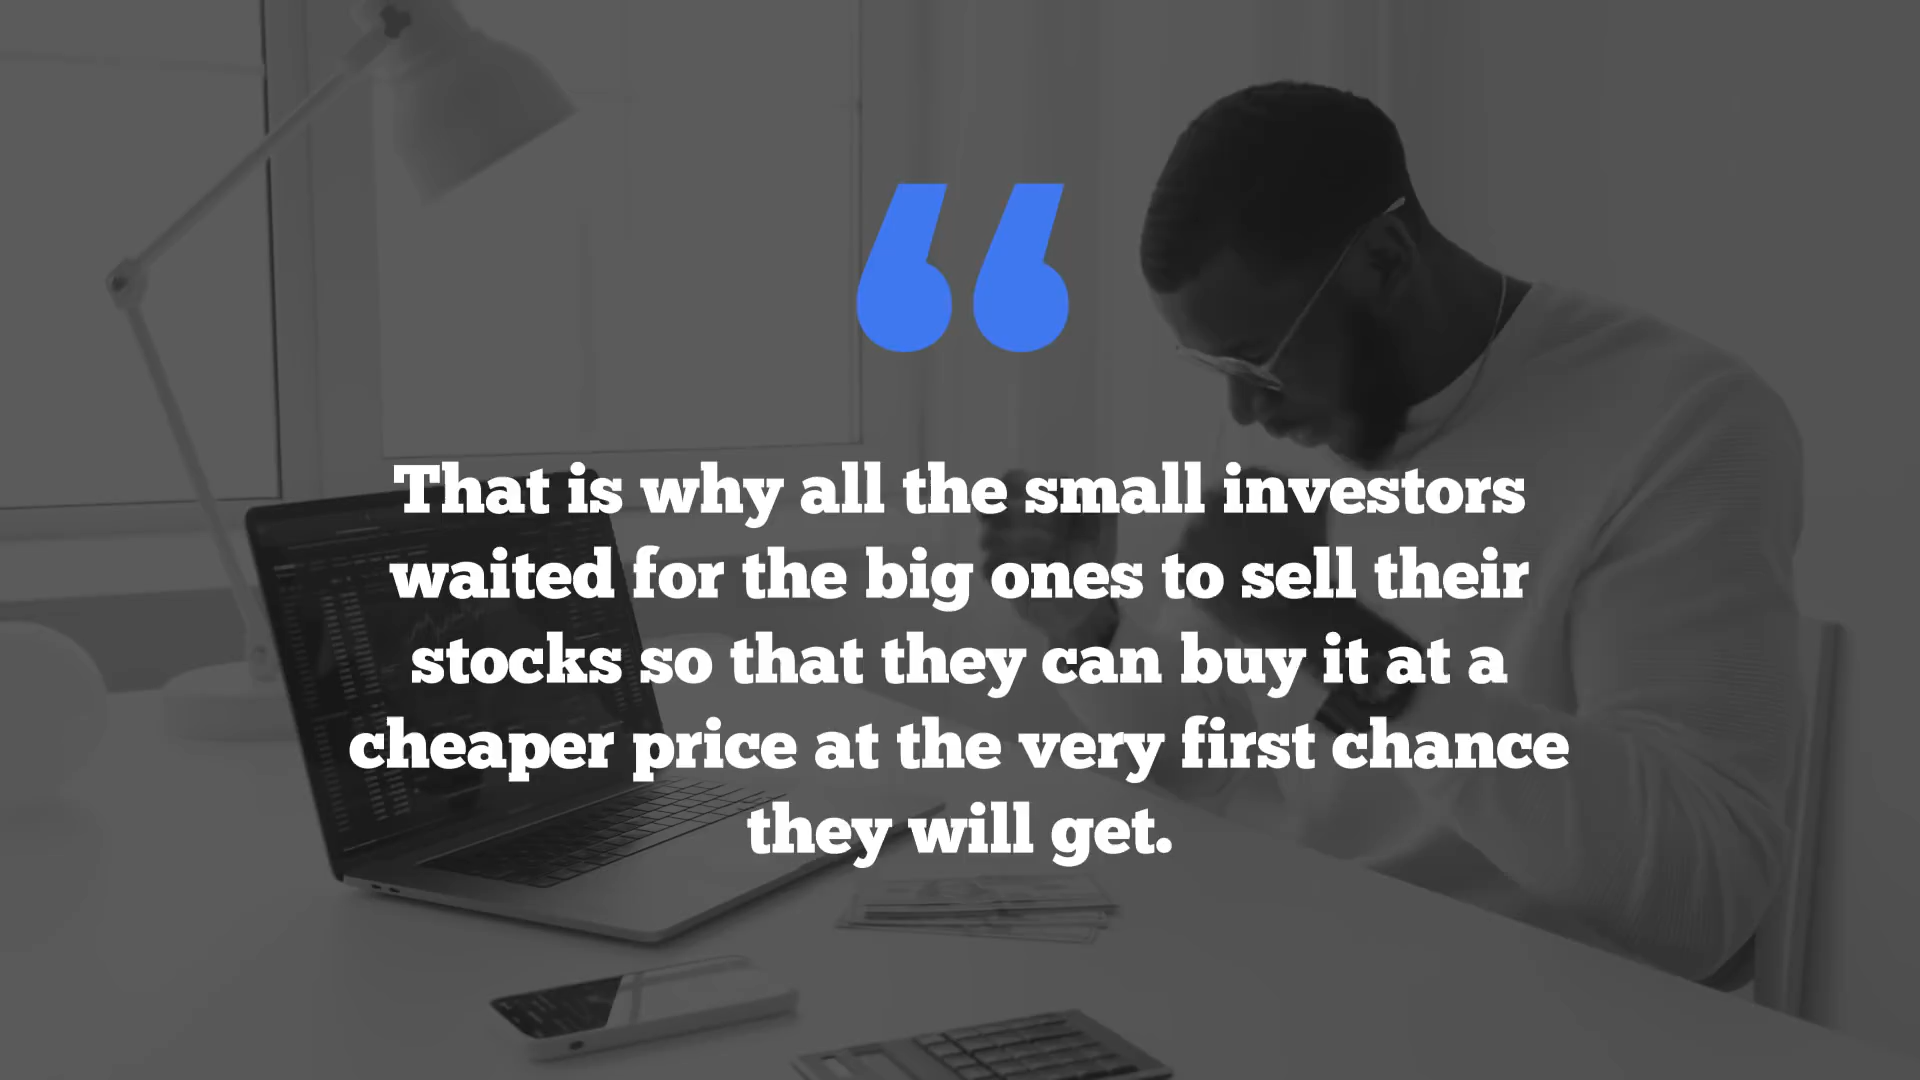 “
That is why all the small investors
waited for the big ones to sell their
stocks so that they can buy it at a
cheaper price at the very first chance
they will get.